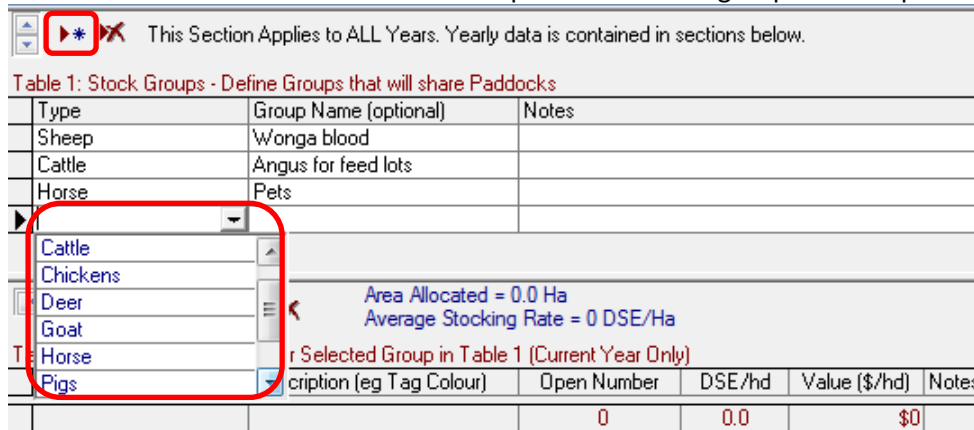 This Section Applies to ALL Years. Yearly data is contained in sections below.
Table 1: Stock Groups - Define Groups that will share Paddocks
Type Group Name (optional) Notes
Sheep Wonga blood
Cattle Angus for feed lots
Horse Pets
Cattle
Chickens
Deer
Goat
Horse
Pigs
Area Allocated = 0.0 Ha
Average Stocking Rate = 0 DSE/Ha
r Selected Group in Table 1 (Current Year Only)
cription (eg Tag Colour) Open Number DSE/hd Value ($/hd) Notes
0 0.0 $0